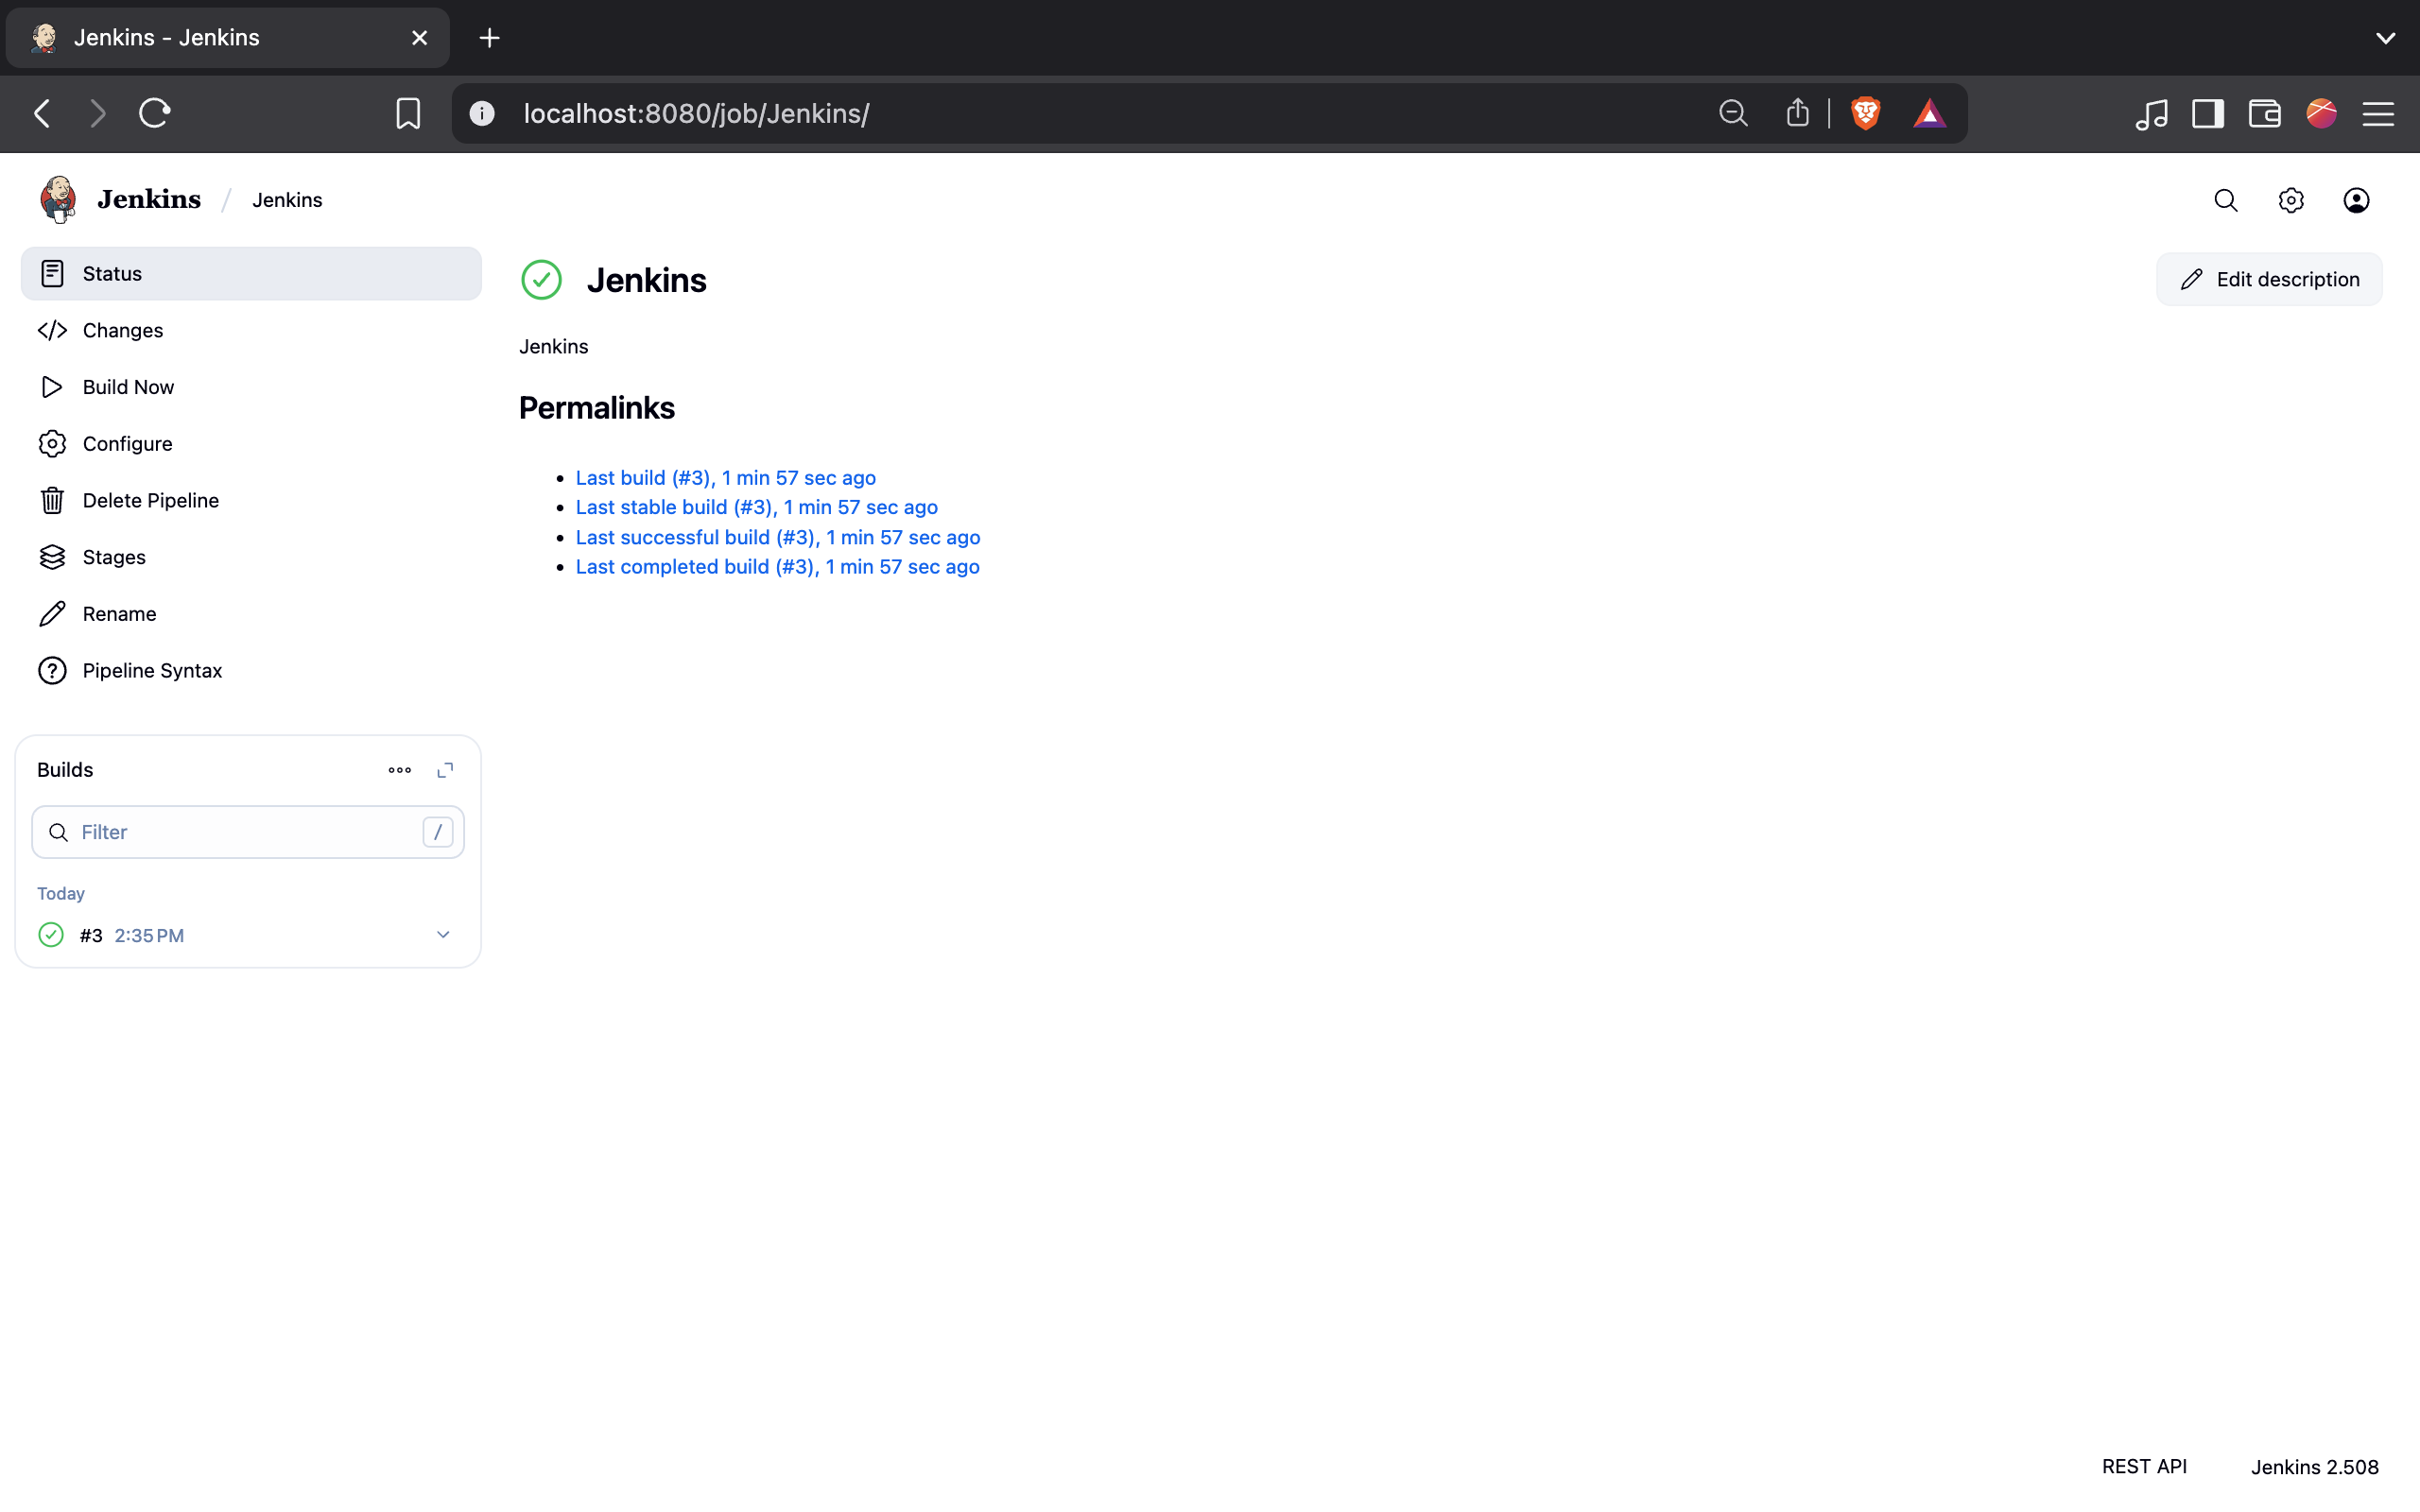 Jenkins - Jenkins
localhost:8080/job/Jenkins/
Jenkins / Jenkins
Status
Changes
Build Now
Configure
Delete Pipeline
Stages
Rename
Pipeline Syntax
Builds
Filter /
Today
#3 2:35 PM
Jenkins
Edit description
Jenkins
Permalinks
Last build (#3), 1 min 57 sec ago
Last stable build (#3), 1 min 57 sec ago
Last successful build (#3), 1 min 57 sec ago
Last completed build (#3), 1 min 57 sec ago
REST API
Jenkins 2.508